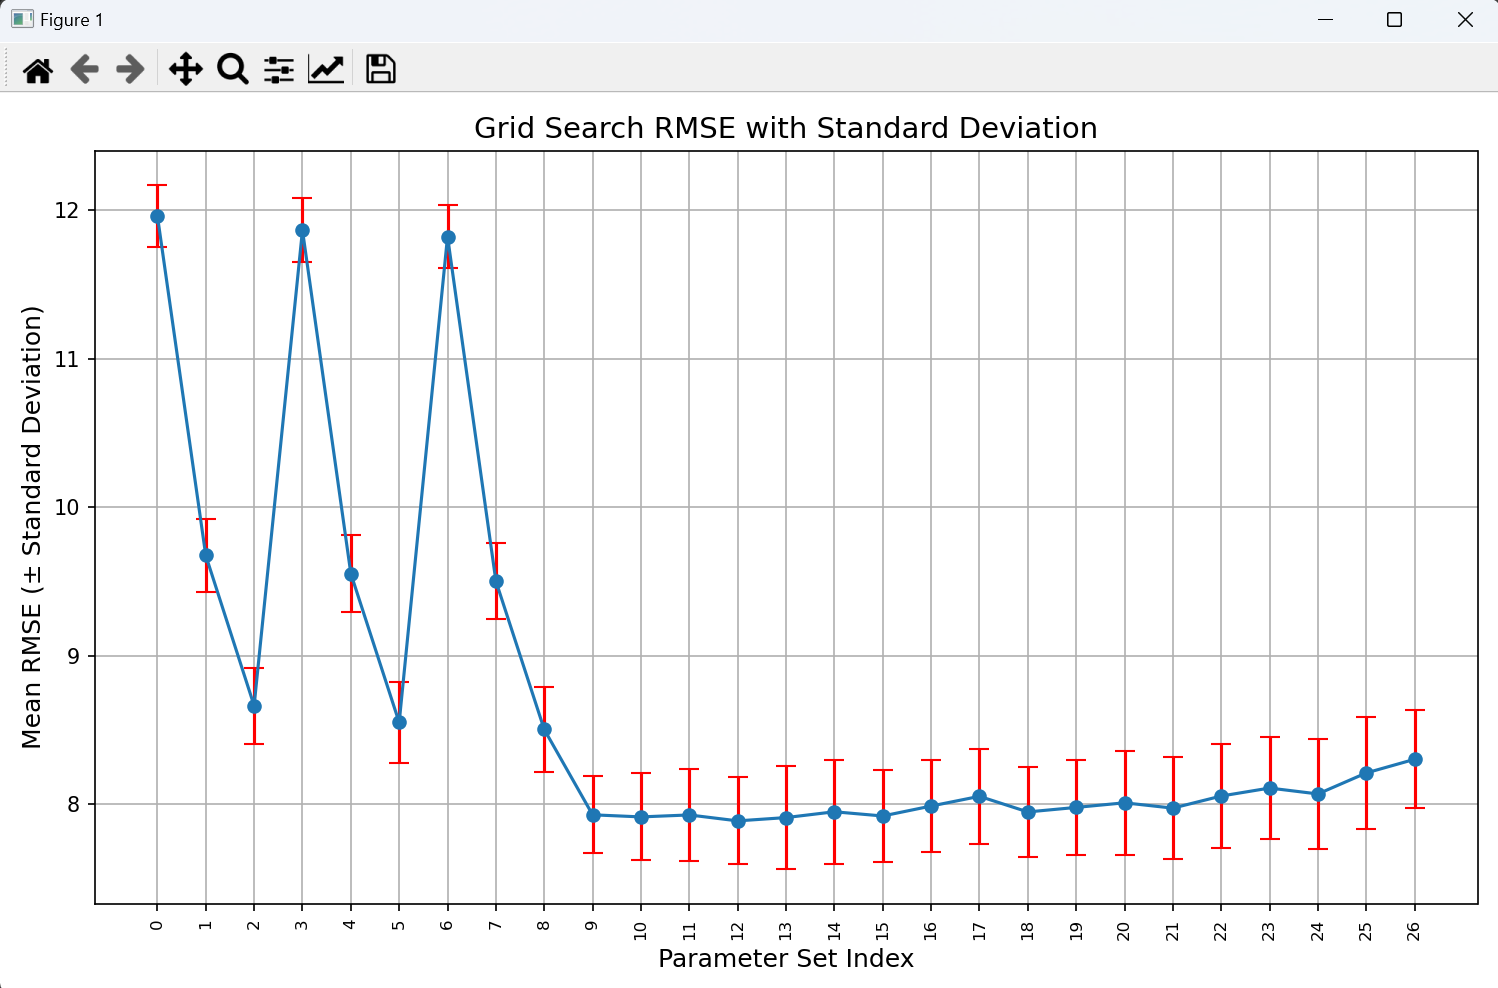 Figure 1
Grid Search RMSE with Standard Deviation
Mean RMSE (± Standard Deviation)
12
11
10
9
8
0 1 2 3 4 5 6 7 8 9 10 11 12 13 14 15 16 17 18 19 20 21 22 23 24 25 26
Parameter Set Index